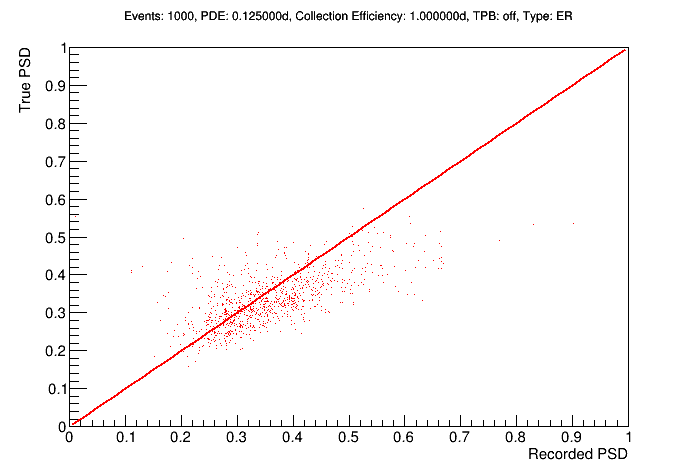 Events: 1000, PDE: 0.125000d, Collection Efficiency: 1.000000d, TPB: off, Type: ER
True PSD
1
0.9
0.8
0.7
0.6
0.5
0.4
0.3
0.2
0.1
0
0 0.1 0.2 0.3 0.4 0.5 0.6 0.7 0.8 0.9 1
Recorded PSD